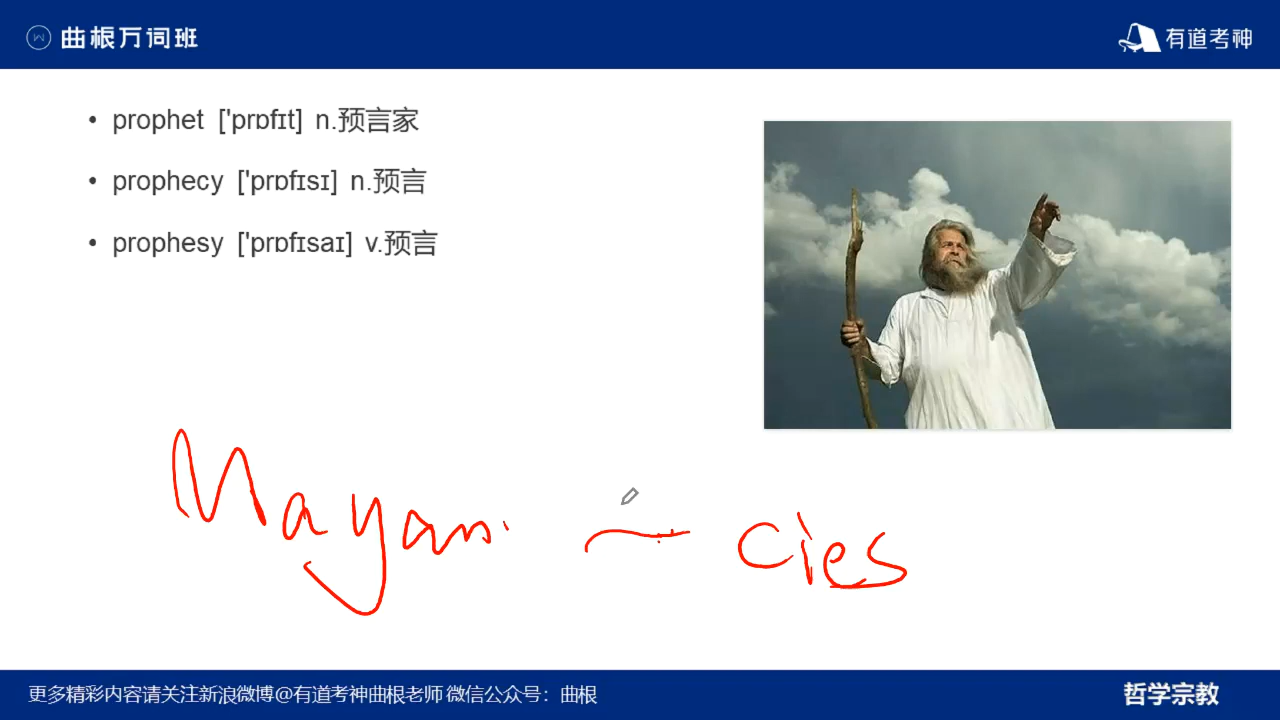 曲根万词班
有道考神
• prophet ['prɒfɪt] n.预言家
• prophecy ['prɒfɪsɪ] n.预言
• prophesy ['prɒfɪsaɪ] v.预言
Mayan ~cies
更多精彩内容请关注新浪微博@有道考神曲根老师 微信公众号：曲根
哲学宗教